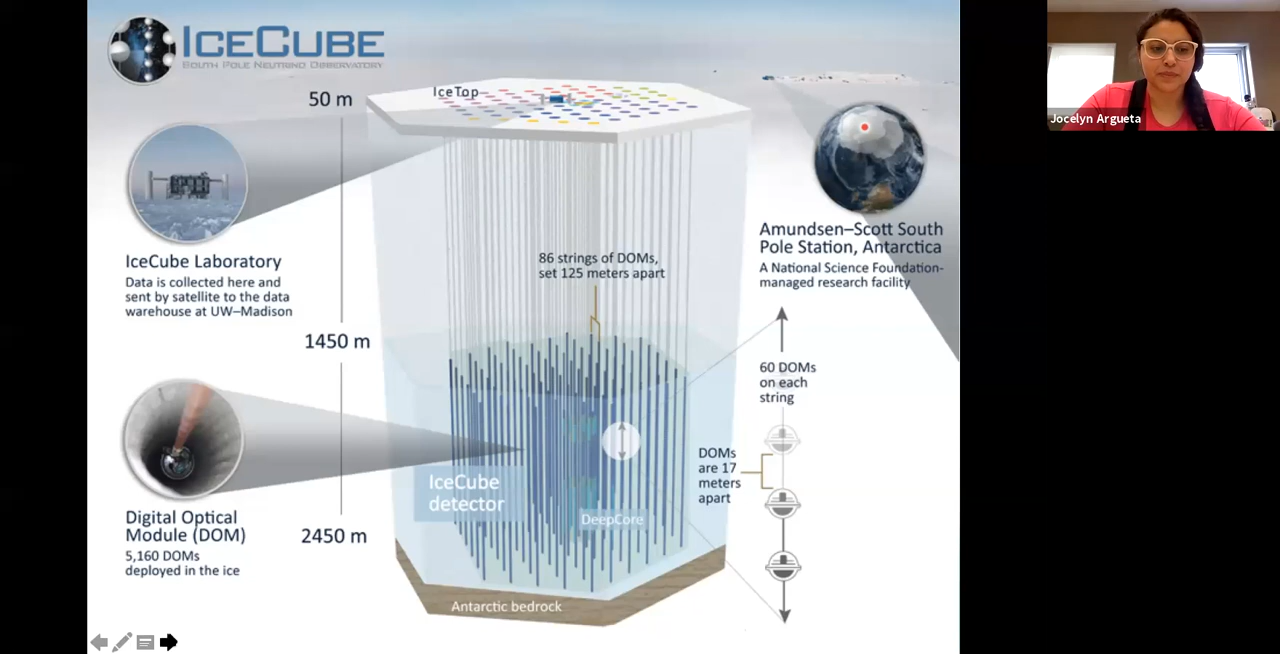 ICECUBE
SOUTH POLE NEUTRINO OBSERVATORY
Jocelyn Argueta
IceTop
50 m
IceCube Laboratory
Data is collected here and
sent by satellite to the data
warehouse at UW–Madison
86 strings of DOMs,
set 125 meters apart
Amundsen–Scott South
Pole Station, Antarctica
A National Science Foundation-
managed research facility
1450 m
60 DOMs
on each
string
DOMs
are 17
meters
apart
IceCube
detector
DeepCore
Digital Optical
Module (DOM)
5,160 DOMs
deployed in the ice
2450 m
Antarctic bedrock